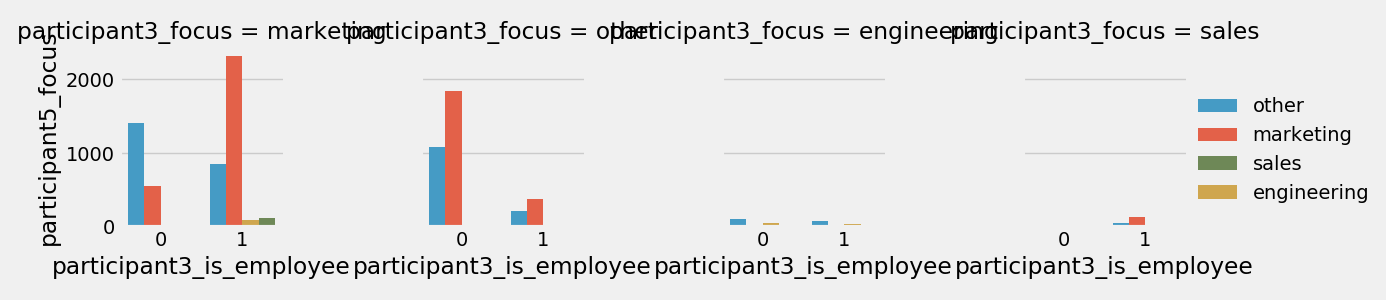 participant3_focus = marketing
participant3_focus = other
participant3_focus = engineering
participant3_focus = sales
participant5_focus
2000
1000
0
0 1
0 1
0 1
0 1
participant3_is_employee
participant3_is_employee
participant3_is_employee
participant3_is_employee
other
marketing
sales
engineering